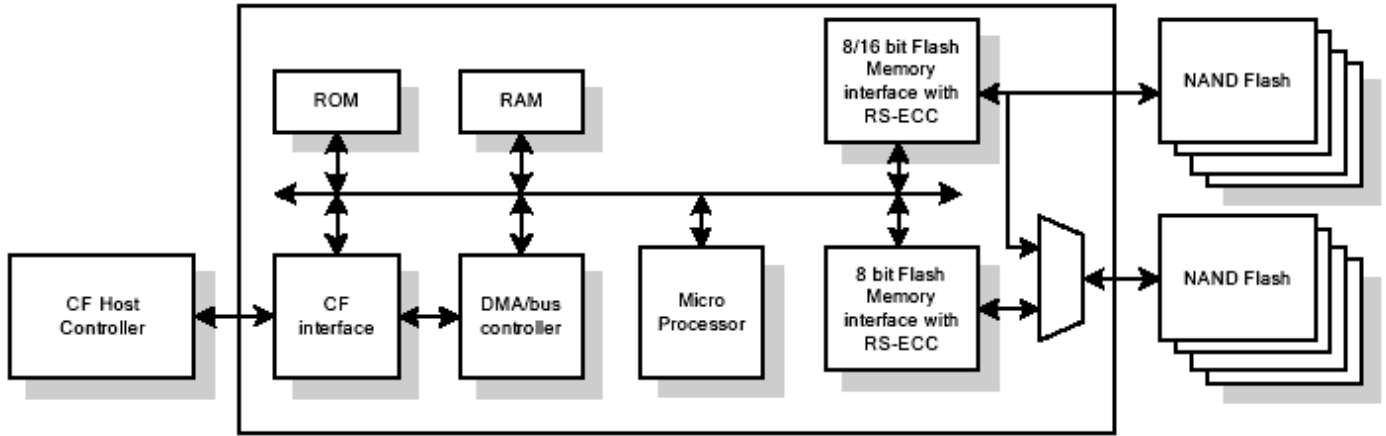 ROM
RAM
8/16 bit Flash
Memory
interface with
RS-ECC
NAND Flash
CF Host
Controller
CF
interface
DMA/bus
controller
Micro
Processor
8 bit Flash
Memory
interface with
RS-ECC
NAND Flash